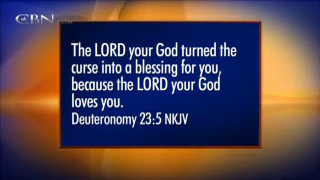 CBN
The LORD your God turned the
curse into a blessing for you,
because the LORD your God
loves you.
Deuteronomy 23:5 NKJV